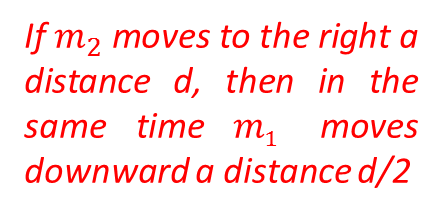 If m₂ moves to the right a
distance d, then in the
same time m₁ moves
downward a distance d/2